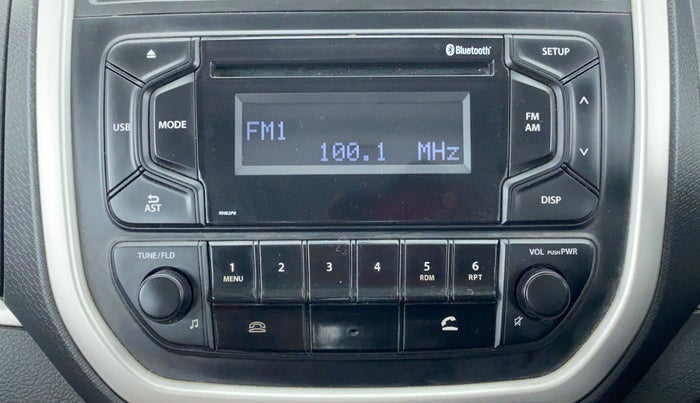 Bluetooth
SETUP
USB
MODE
FM1
100.1 MHz
FM
AM
AST
DISP
TUNE/FLD
1
MENU
2
3
4
5
RDM
6
RPT
VOL PUSH PWR